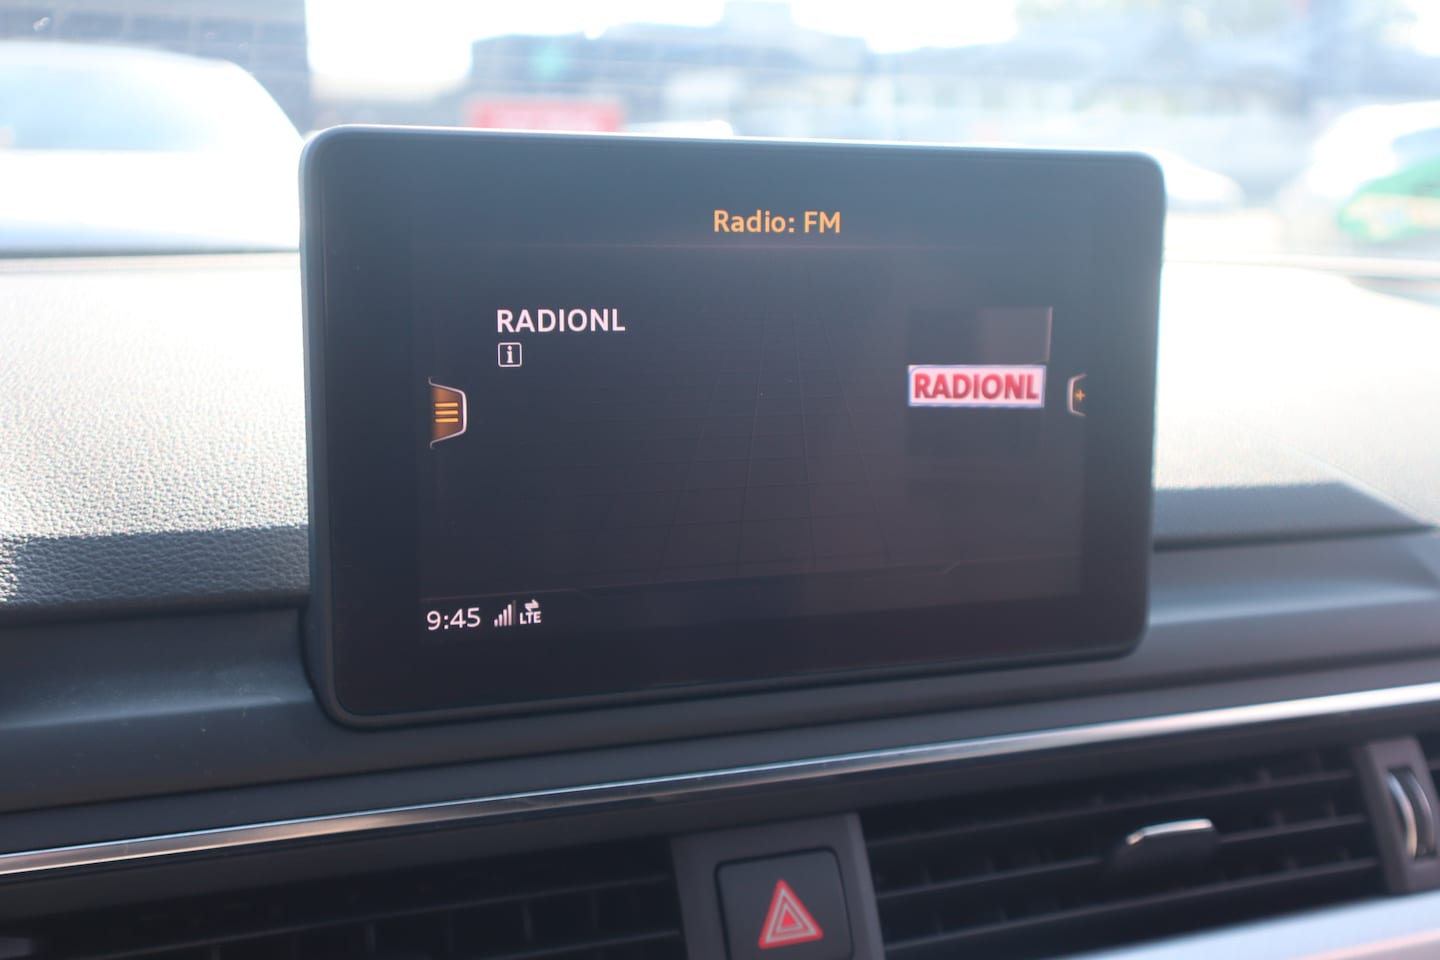 Radio: FM
RADIONL
i
RADIONL
9:45 LTE